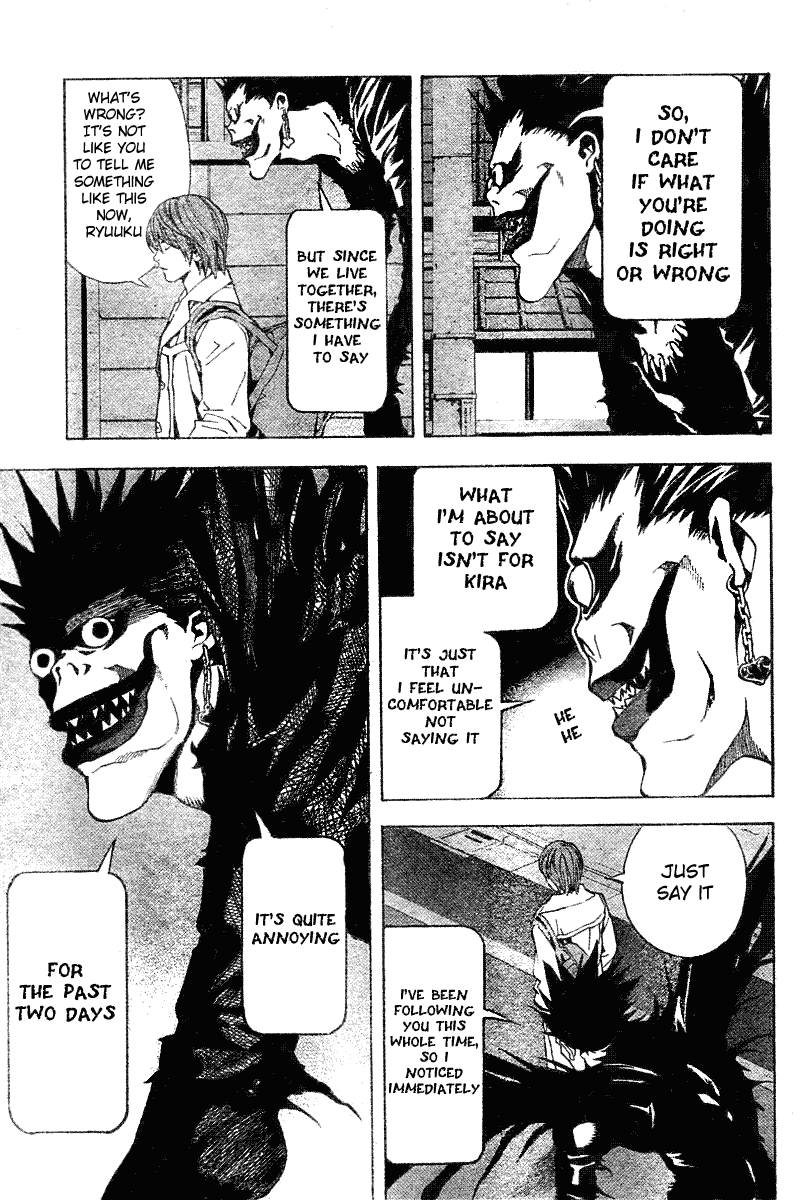 SO,
I DON'T
CARE
IF WHAT
YOU'RE
DOING
IS RIGHT
OR WRONG
BUT SINCE
WE LIVE
TOGETHER,
THERE'S
SOMETHING
I HAVE
TO SAY
WHAT'S
WRONG?
IT'S NOT
LIKE YOU
TO TELL ME
SOMETHING
LIKE THIS
NOW,
RYUUKU
WHAT
I'M ABOUT
TO SAY
ISN'T FOR
KIRA
IT'S JUST
THAT
I FEEL UN-
COMFORTABLE
NOT
SAYING IT
HE
HE
JUST
SAY IT
I'VE BEEN
FOLLOWING
YOU THIS
WHOLE TIME,
SO I
NOTICED
IMMEDIATELY
IT'S QUITE
ANNOYING
FOR
THE PAST
TWO DAYS